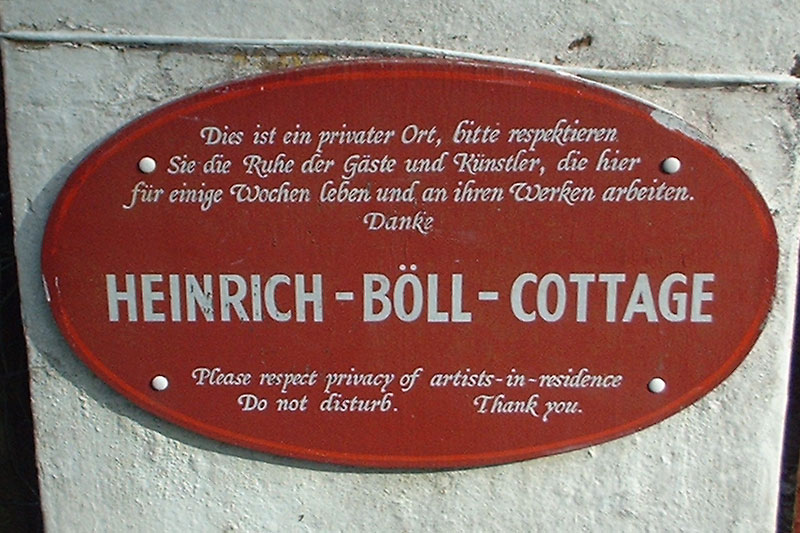 Dies ist ein privater Ort, bitte respektieren
Sie die Ruhe der Gäste und Künstler, die hier
für einige Wochen leben und an ihren Werken arbeiten.
Danke
HEINRICH-BÖLL-COTTAGE
Please respect privacy of artists-in-residence
Do not disturb. Thank you.